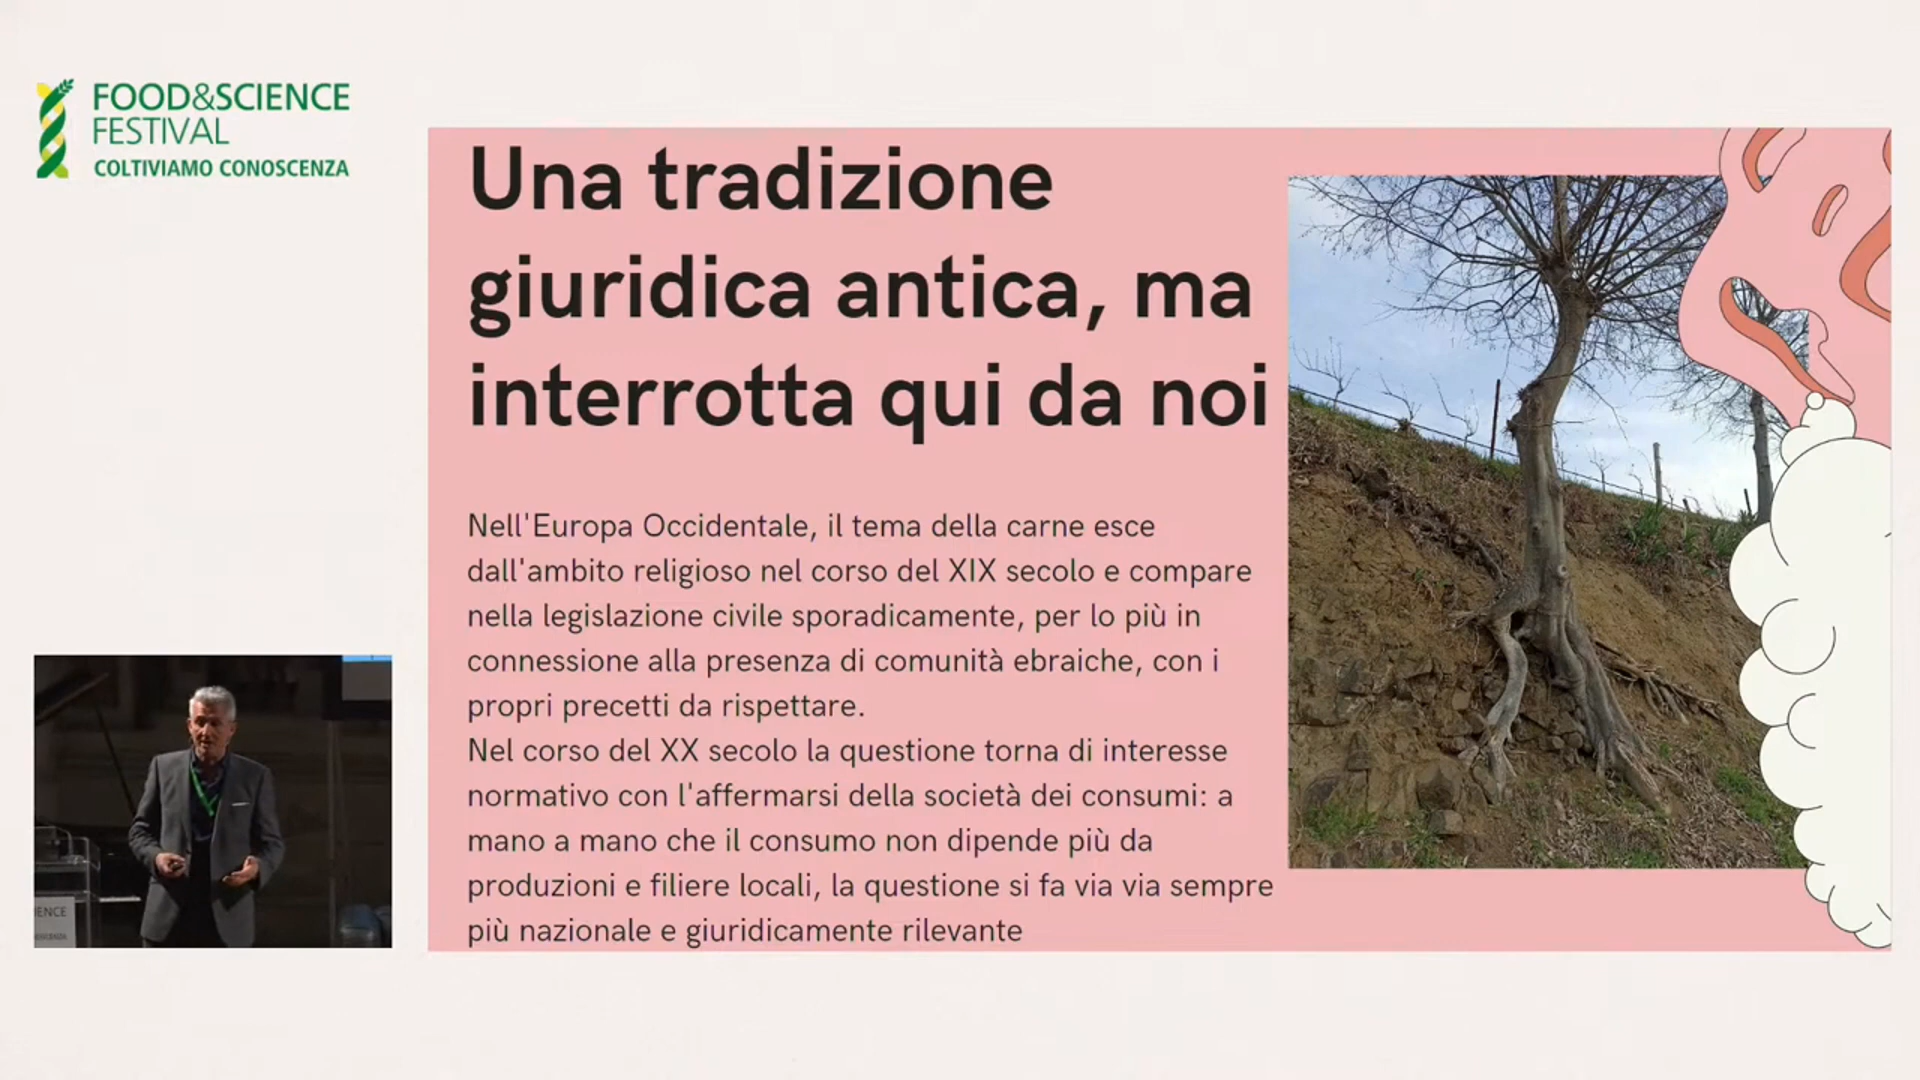 FOOD&SCIENCE
FESTIVAL
COLTIVIAMO CONOSCENZA
Una tradizione
giuridica antica, ma
interrotta qui da noi
Nell'Europa Occidentale, il tema della carne esce
dall'ambito religioso nel corso del XIX secolo e compare
nella legislazione civile sporadicamente, per lo più in
connessione alla presenza di comunità ebraiche, con i
propri precetti da rispettare.
Nel corso del XX secolo la questione torna di interesse
normativo con l'affermarsi della società dei consumi: a
mano a mano che il consumo non dipende più da
produzioni e filiere locali, la questione si fa via via sempre
più nazionale e giuridicamente rilevante